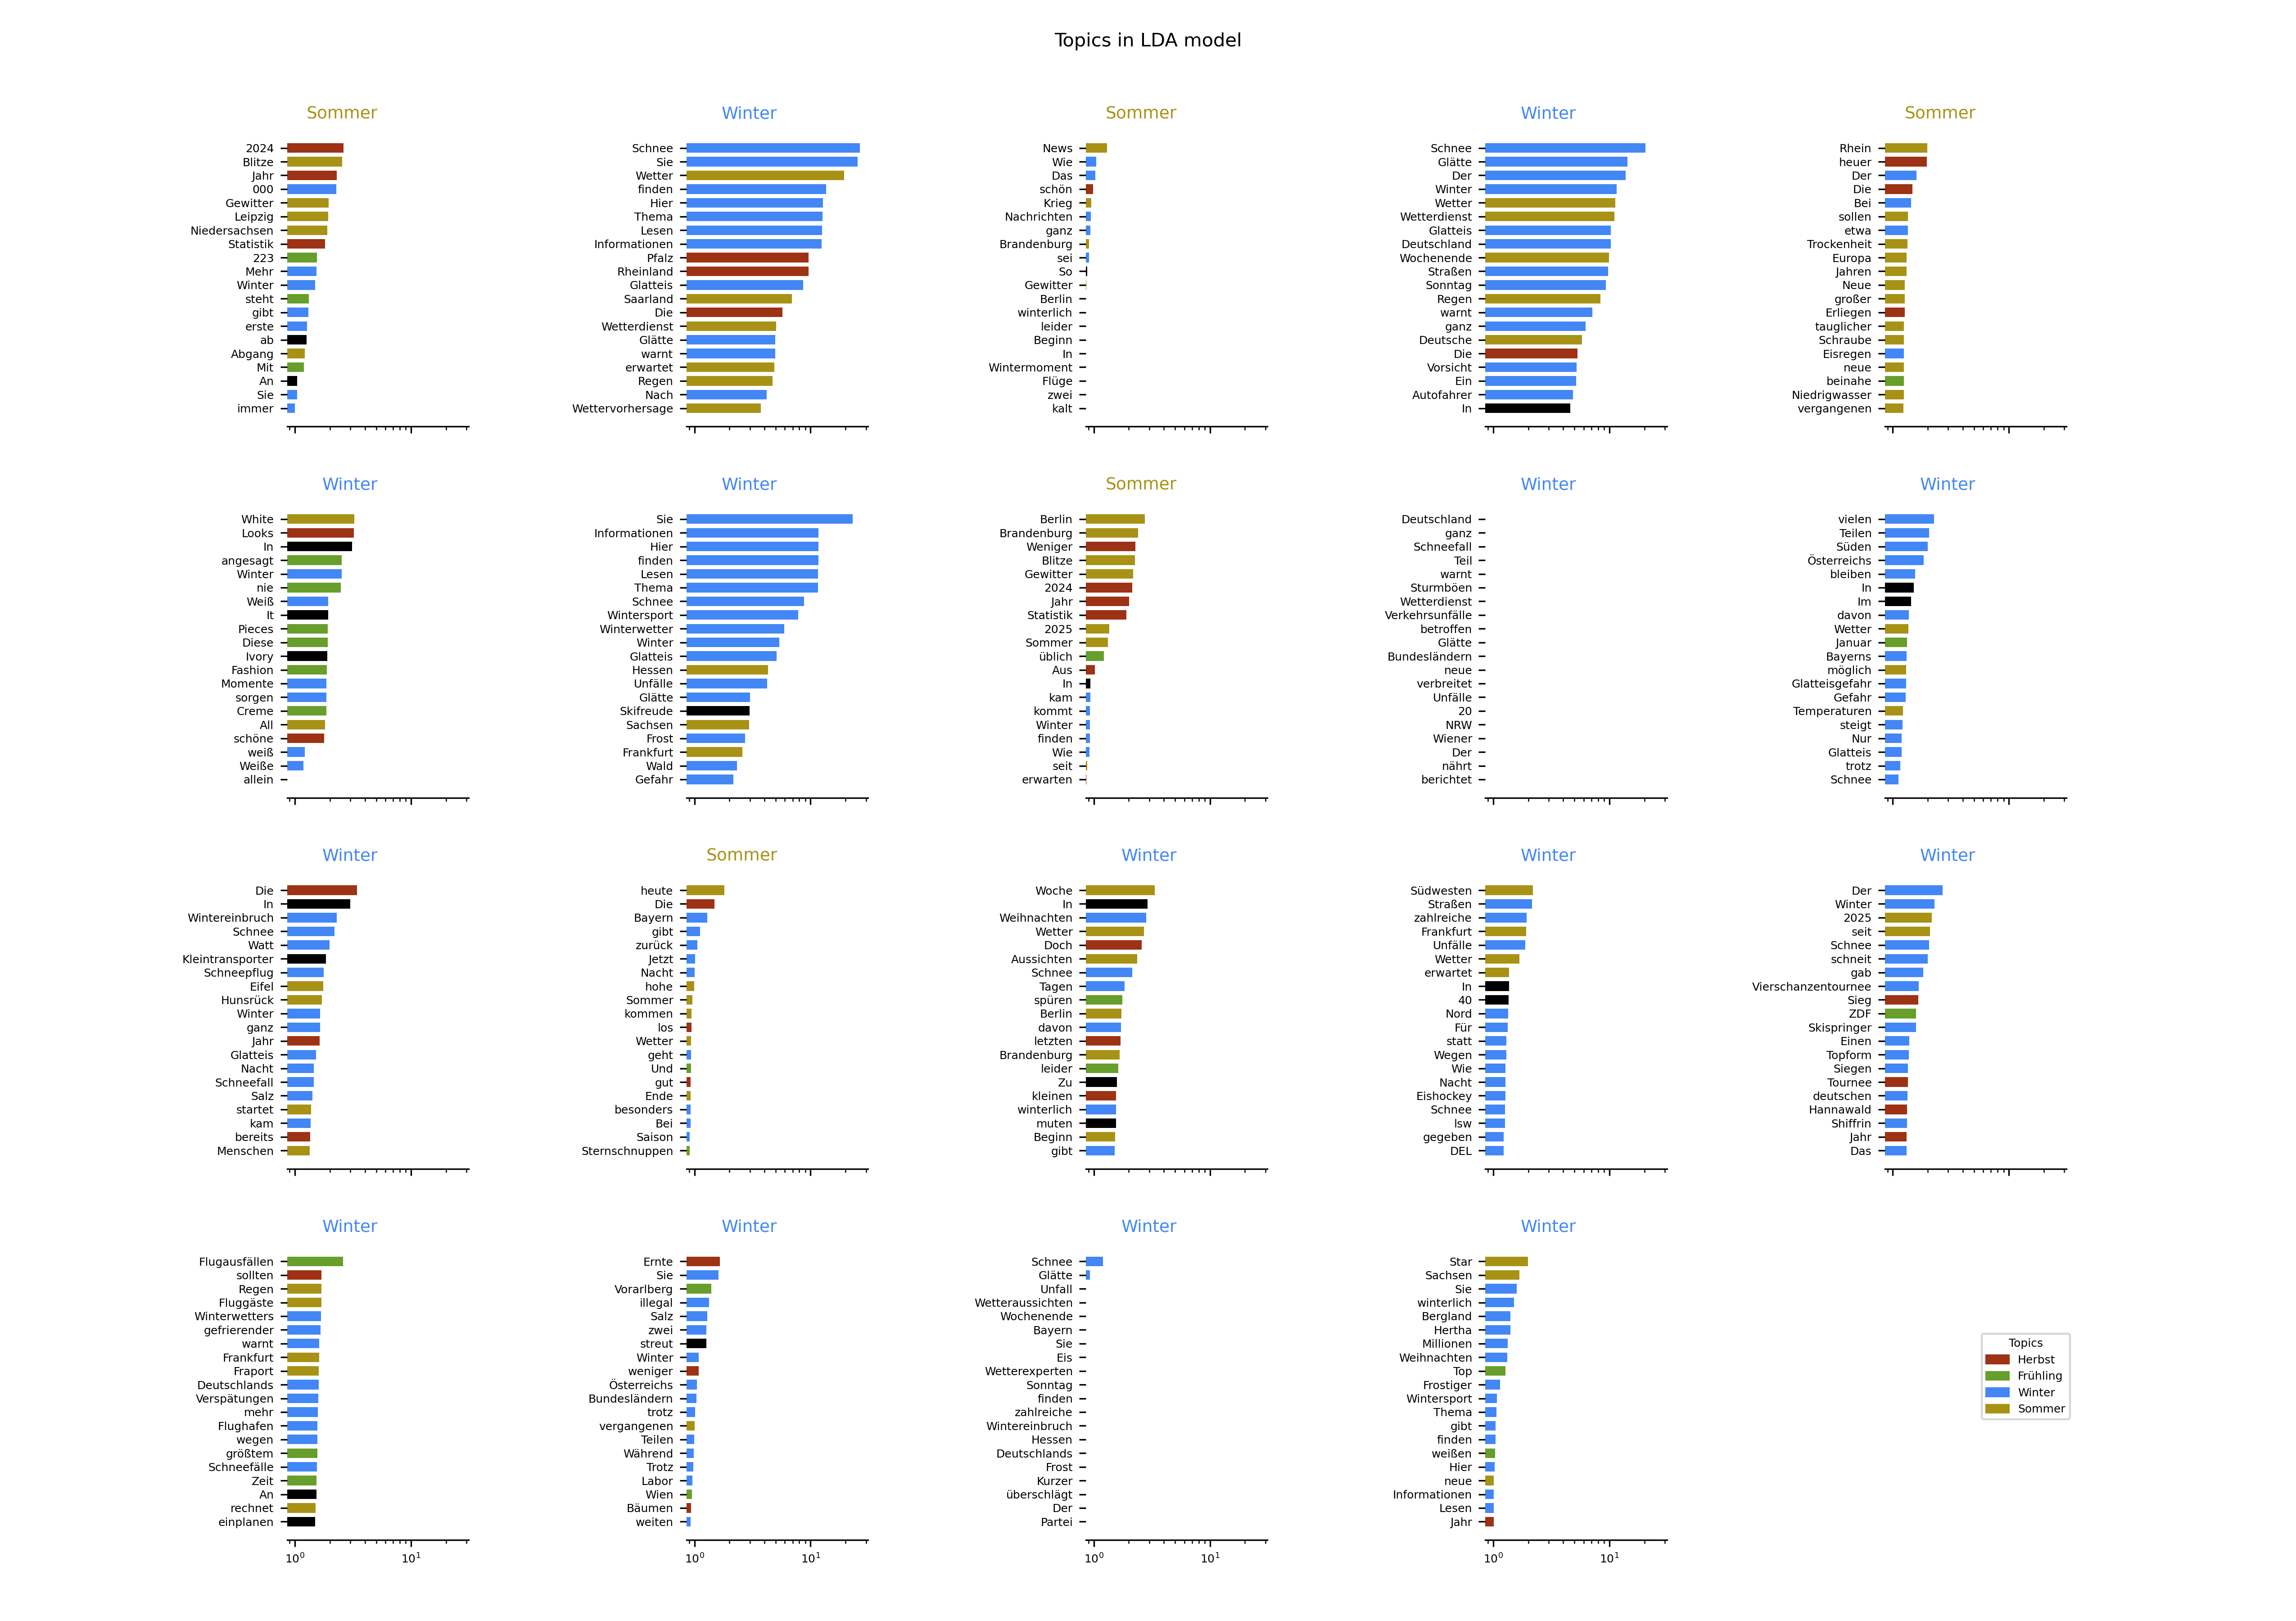 Topics in LDA model
Sommer
2024
Blitze
Jahr
000
Gewitter
Leipzig
Niedersachsen
Statistik
223
Mehr
Winter
steht
gibt
erste
ab
Abgang
Mit
An
Sie
immer
Winter
Schnee
Sie
Wetter
finden
Hier
Thema
Lesen
Informationen
Pfalz
Rheinland
Glatteis
Saarland
Die
Wetterdienst
Glätte
warnt
erwartet
Regen
Nach
Wettervorhersage
Sommer
News
Wie
Das
schön
Krieg
Nachrichten
ganz
Brandenburg
sei
So
Gewitter
Berlin
winterlich
leider
Beginn
In
Wintermoment
Flüge
zwei
kalt
Winter
Schnee
Glätte
Der
Winter
Wetter
Wetterdienst
Glatteis
Deutschland
Wochenende
Straßen
Sonntag
Regen
warnt
ganz
Deutsche
Die
Vorsicht
Ein
Autofahrer
In
Sommer
Rhein
heuer
Der
Die
Bei
sollen
etwa
Trockenheit
Europa
Jahren
Neue
großer
Erliegen
tauglicher
Schraube
Eisregen
neue
beinahe
Niedrigwasser
vergangenen
Winter
White
Looks
In
angesagt
Winter
nie
Weiß
It
Pieces
Diese
Ivory
Fashion
Momente
sorgen
Creme
All
schöne
weiß
Weiße
allein
Winter
Sie
Informationen
Hier
finden
Lesen
Thema
Schnee
Wintersport
Winterwetter
Winter
Glatteis
Hessen
Unfälle
Glätte
Skifreude
Sachsen
Frost
Frankfurt
Wald
Gefahr
Sommer
Berlin
Brandenburg
Weniger
Blitze
Gewitter
2024
Jahr
Statistik
2025
Sommer
üblich
Aus
In
kam
kommt
Winter
finden
Wie
seit
erwarten
Winter
Deutschland
ganz
Schneefall
Teil
warnt
Sturmböen
Wetterdienst
Verkehrsunfälle
betroffen
Glätte
Bundesländern
neue
verbreitet
Unfälle
20
NRW
Wiener
Der
nährt
berichtet
Winter
vielen
Teilen
Süden
Österreichs
bleiben
In
Im
davon
Wetter
Januar
Bayerns
möglich
Glatteisgefahr
Gefahr
Temperaturen
steigt
Nur
Glatteis
trotz
Schnee
Winter
Die
In
Wintereinbruch
Schnee
Watt
Kleintransporter
Schneepflug
Eifel
Hunsrück
Winter
ganz
Jahr
Glatteis
Nacht
Schneefall
Salz
startet
kam
bereits
Menschen
Sommer
heute
Die
Bayern
gibt
zurück
Jetzt
Nacht
hohe
Sommer
kommen
los
Wetter
geht
Und
gut
Ende
besonders
Bei
Saison
Sternschnuppen
Winter
Woche
In
Weihnachten
Wetter
Doch
Aussichten
Schnee
Tagen
spüren
Berlin
davon
letzten
Brandenburg
leider
Zu
kleinen
winterlich
muten
Beginn
gibt
Winter
Südwesten
Straßen
zahlreiche
Frankfurt
Unfälle
Wetter
erwartet
In
40
Nord
Für
statt
Wegen
Wie
Nacht
Eishockey
Schnee
lsw
gegeben
DEL
Winter
Der
Winter
2025
seit
Schnee
schneit
gab
Vierschanzentournee
Sieg
ZDF
Skispringer
Einen
Topform
Siegen
Tournee
deutschen
Hannawald
Shiffrin
Jahr
Das
Winter
Flugausfällen
sollten
Regen
Fluggäste
Winterwetters
gefrierender
warnt
Frankfurt
Fraport
Deutschlands
Verspätungen
mehr
Flughafen
wegen
größtem
Schneefälle
Zeit
An
rechnet
einplanen
10⁰ 10¹
Winter
Ernte
Sie
Vorarlberg
illegal
Salz
zwei
streut
Winter
weniger
Österreichs
Bundesländern
trotz
vergangenen
Teilen
Während
Trotz
Labor
Wien
Bäumen
weiten
10⁰ 10¹
Winter
Schnee
Glätte
Unfall
Wetteraussichten
Wochenende
Bayern
Sie
Eis
Wetterexperten
Sonntag
finden
zahlreiche
Wintereinbruch
Hessen
Deutschlands
Frost
Kurzer
überschlägt
Der
Partei
10⁰ 10¹
Winter
Star
Sachsen
Sie
winterlich
Bergland
Hertha
Millionen
Weihnachten
Top
Frostiger
Wintersport
Thema
gibt
finden
weißen
Hier
neue
Informationen
Lesen
Jahr
10⁰ 10¹
Topics
Herbst
Frühling
Winter
Sommer